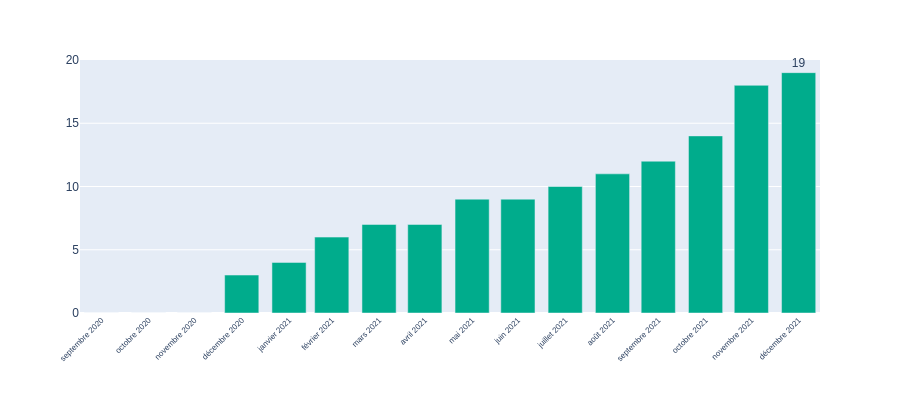 20
15
10
5
0
19
septembre 2020
octobre 2020
novembre 2020
décembre 2020
janvier 2021
février 2021
mars 2021
avril 2021
mai 2021
juin 2021
juillet 2021
août 2021
septembre 2021
octobre 2021
novembre 2021
décembre 2021